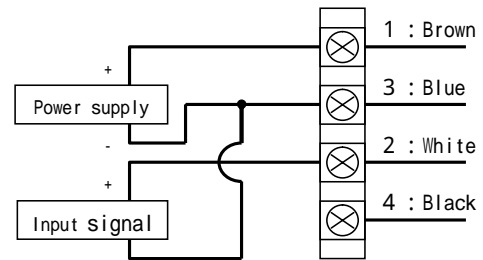 1 : Brown
+
Power supply
3 : Blue
-
2 : White
+
4 : Black
Input signal